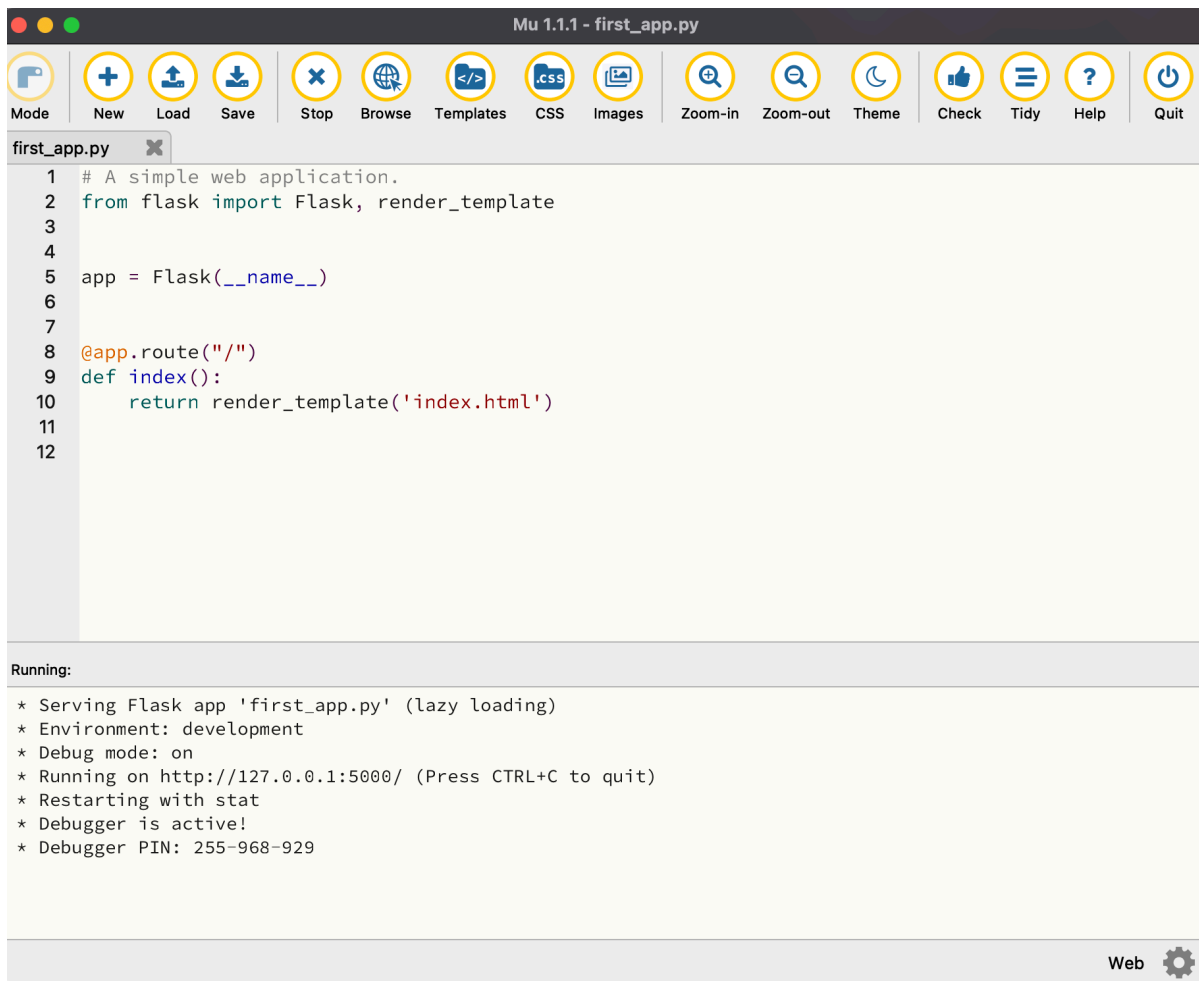 Mu 1.1.1 - first_app.py
Mode New Load Save Stop Browse Templates CSS Images Zoom-in Zoom-out Theme Check Tidy Help Quit
</> .css ?
first_app.py
1 # A simple web application.
2 from flask import Flask, render_template
3
4
5 app = Flask(__name__)
6
7
8 @app.route("/")
9 def index():
10     return render_template('index.html')
11
12
Running:
* Serving Flask app 'first_app.py' (lazy loading)
* Environment: development
* Debug mode: on
* Running on http://127.0.0.1:5000/ (Press CTRL+C to quit)
* Restarting with stat
* Debugger is active!
* Debugger PIN: 255-968-929
Web